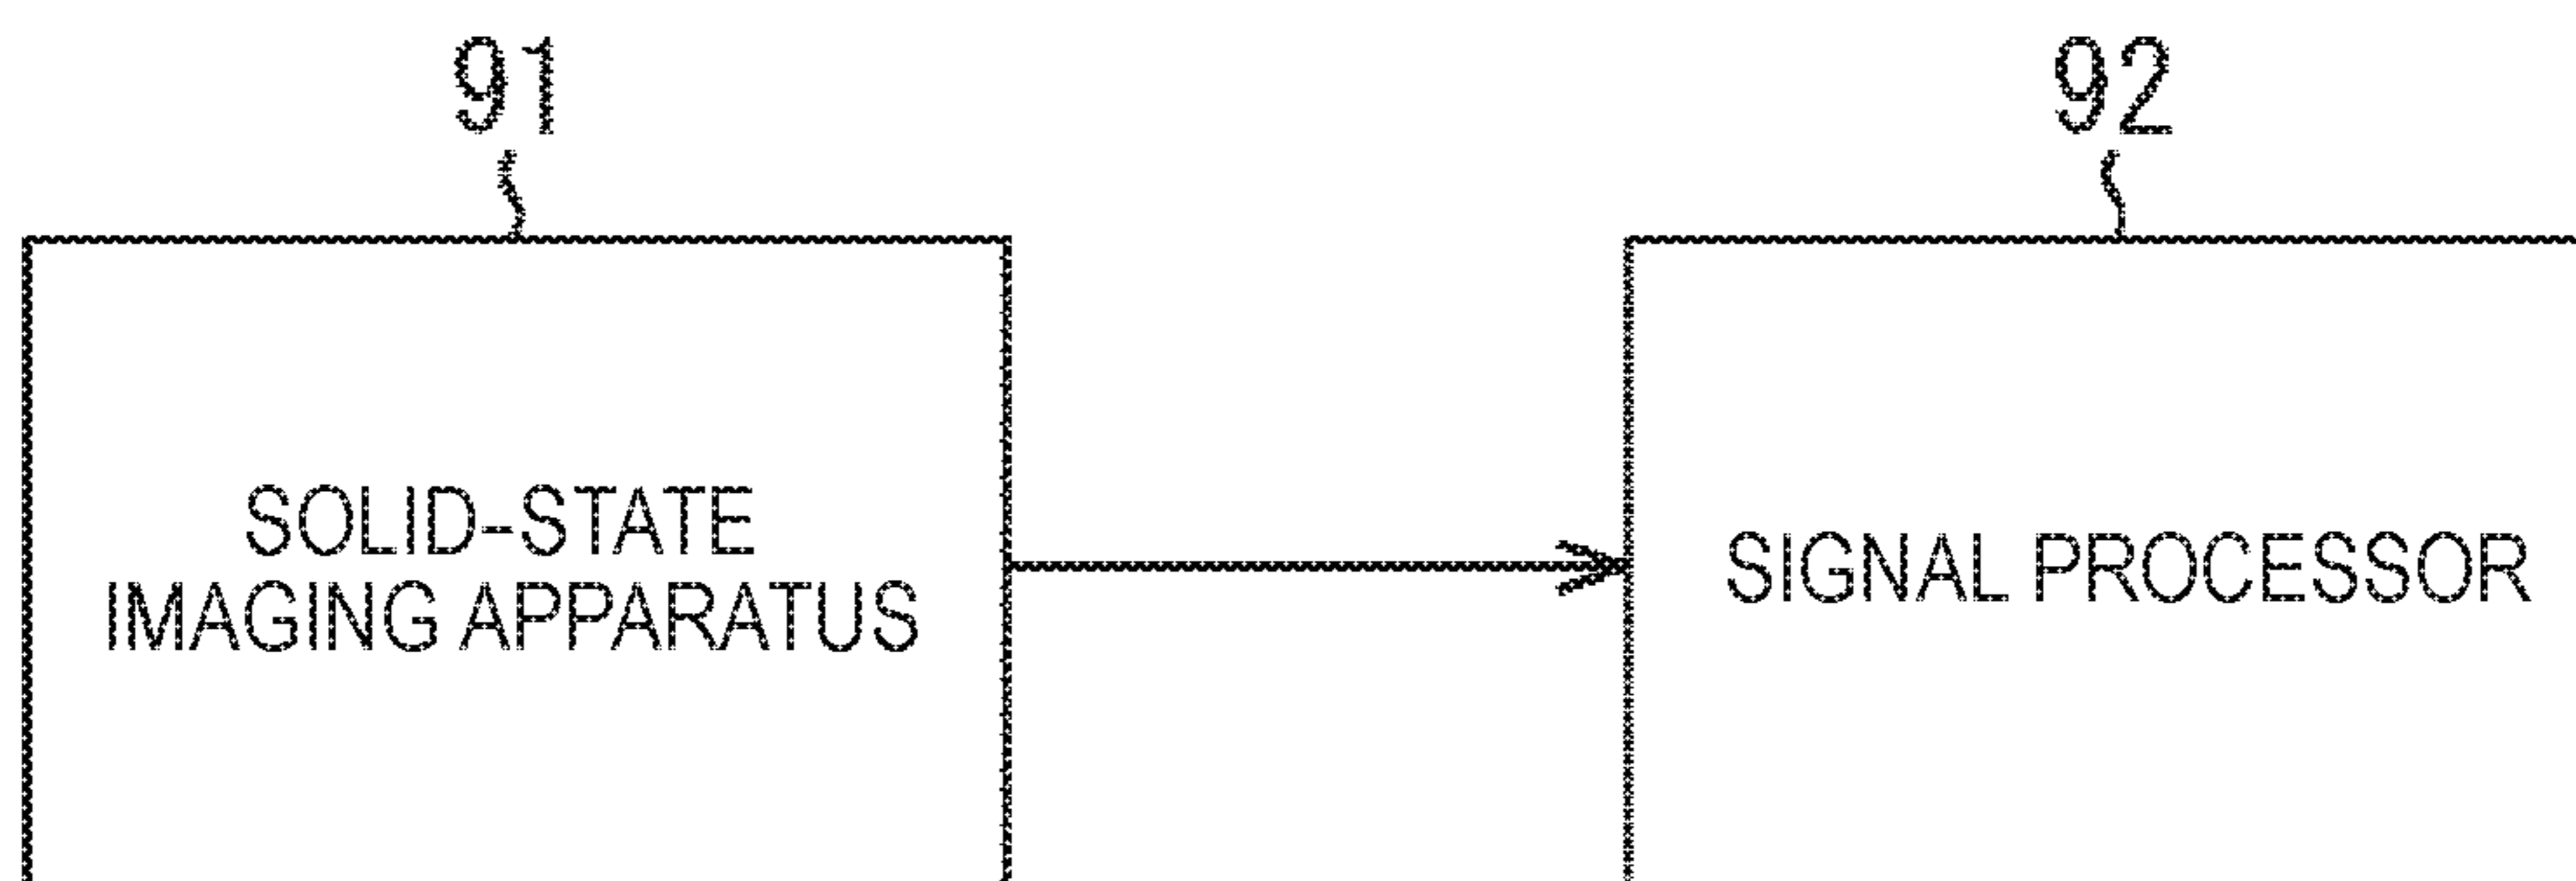 91
92
SOLID-STATE
IMAGING APPARATUS
SIGNAL PROCESSOR